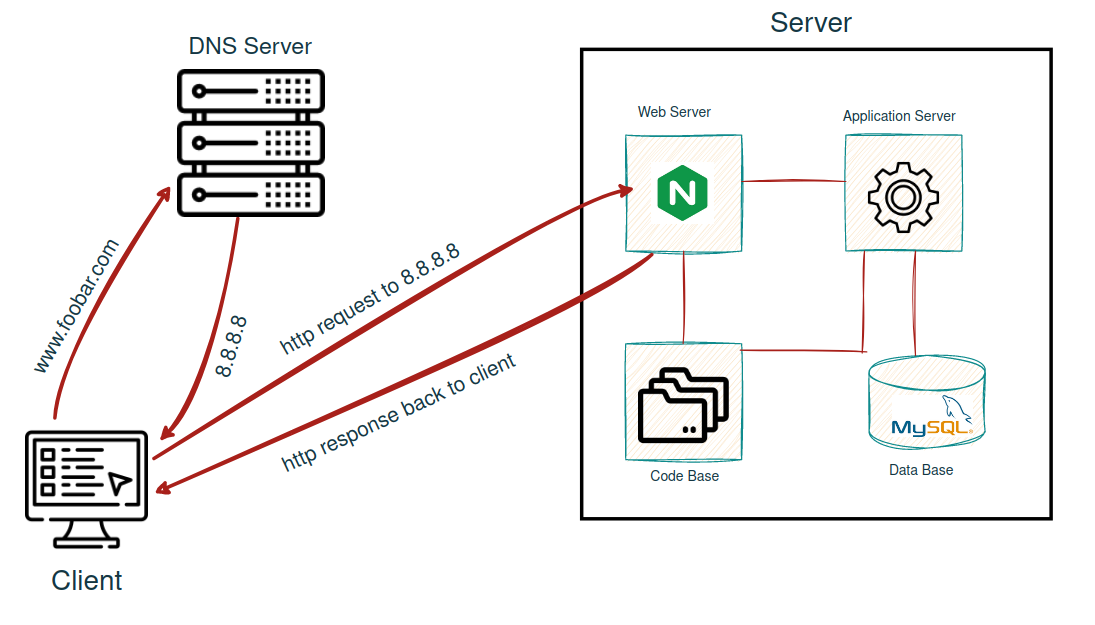 Server
DNS Server
Web Server
Application Server
N
www.foobar.com
8.8.8.8
http request to 8.8.8.8
http response back to client
MySQL
Code Base
Data Base
Client